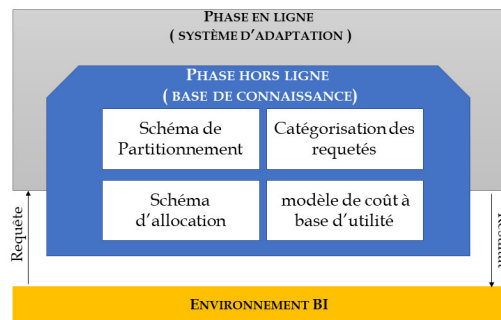 PHASE EN LIGNE
( SYSTÈME D'ADAPTATION )
PHASE HORS LIGNE
( BASE DE CONNAISSANCE)
Schéma de
Partitionnement
Catégorisation des
requetés
Schéma
d'allocation
modèle de coût à
base d'utilité
Requête
ENVIRONNEMENT BI